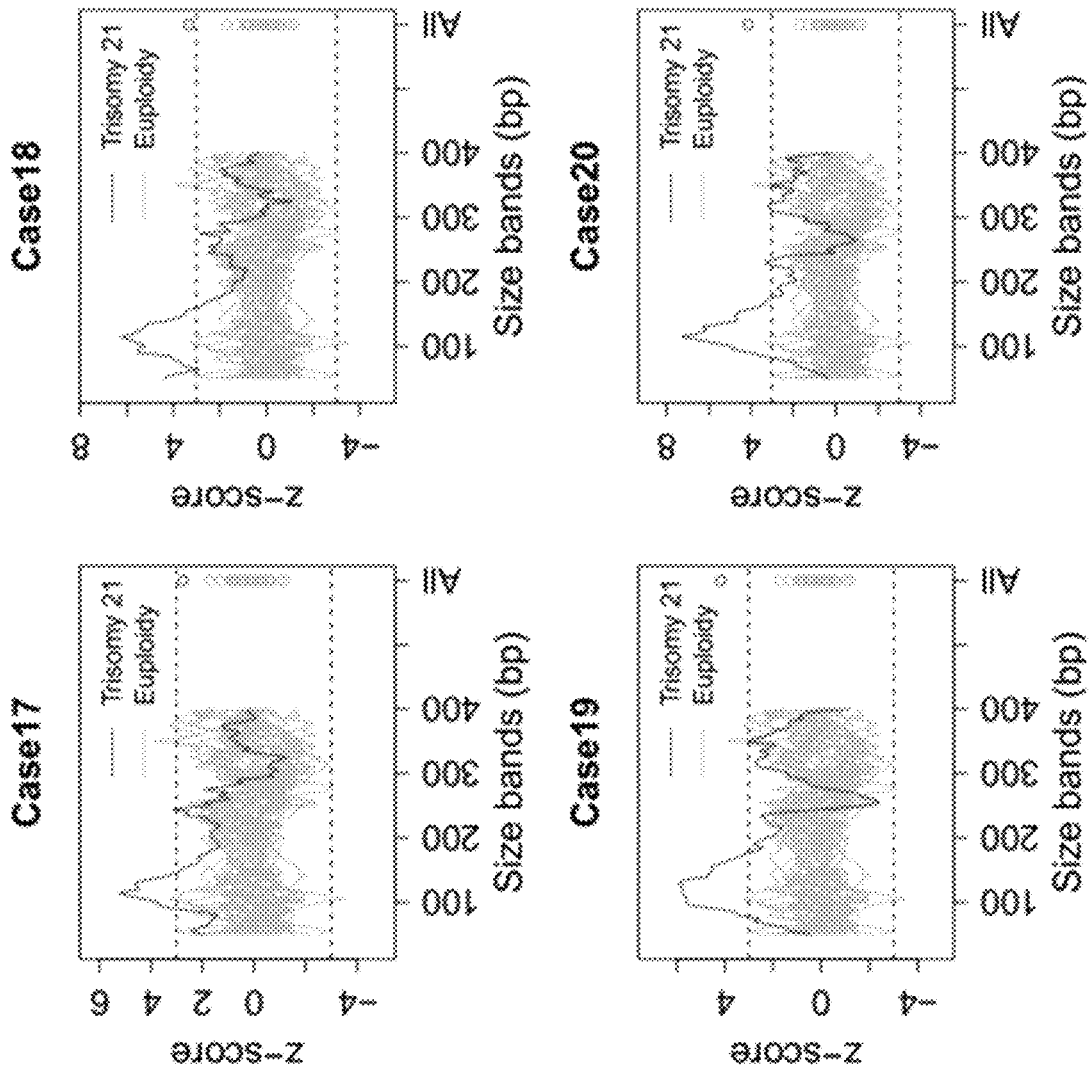 Case17
z-score
6
4
2
0
-4
Trisomy 21
Euploidy
100
200
300
400
All
Size bands (bp)
Case18
z-score
8
4
0
-4
Trisomy 21
Euploidy
100
200
300
400
All
Size bands (bp)
Case19
z-score
4
0
-4
Trisomy 21
Euploidy
100
200
300
400
All
Size bands (bp)
Case20
z-score
8
4
0
-4
Trisomy 21
Euploidy
100
200
300
400
All
Size bands (bp)